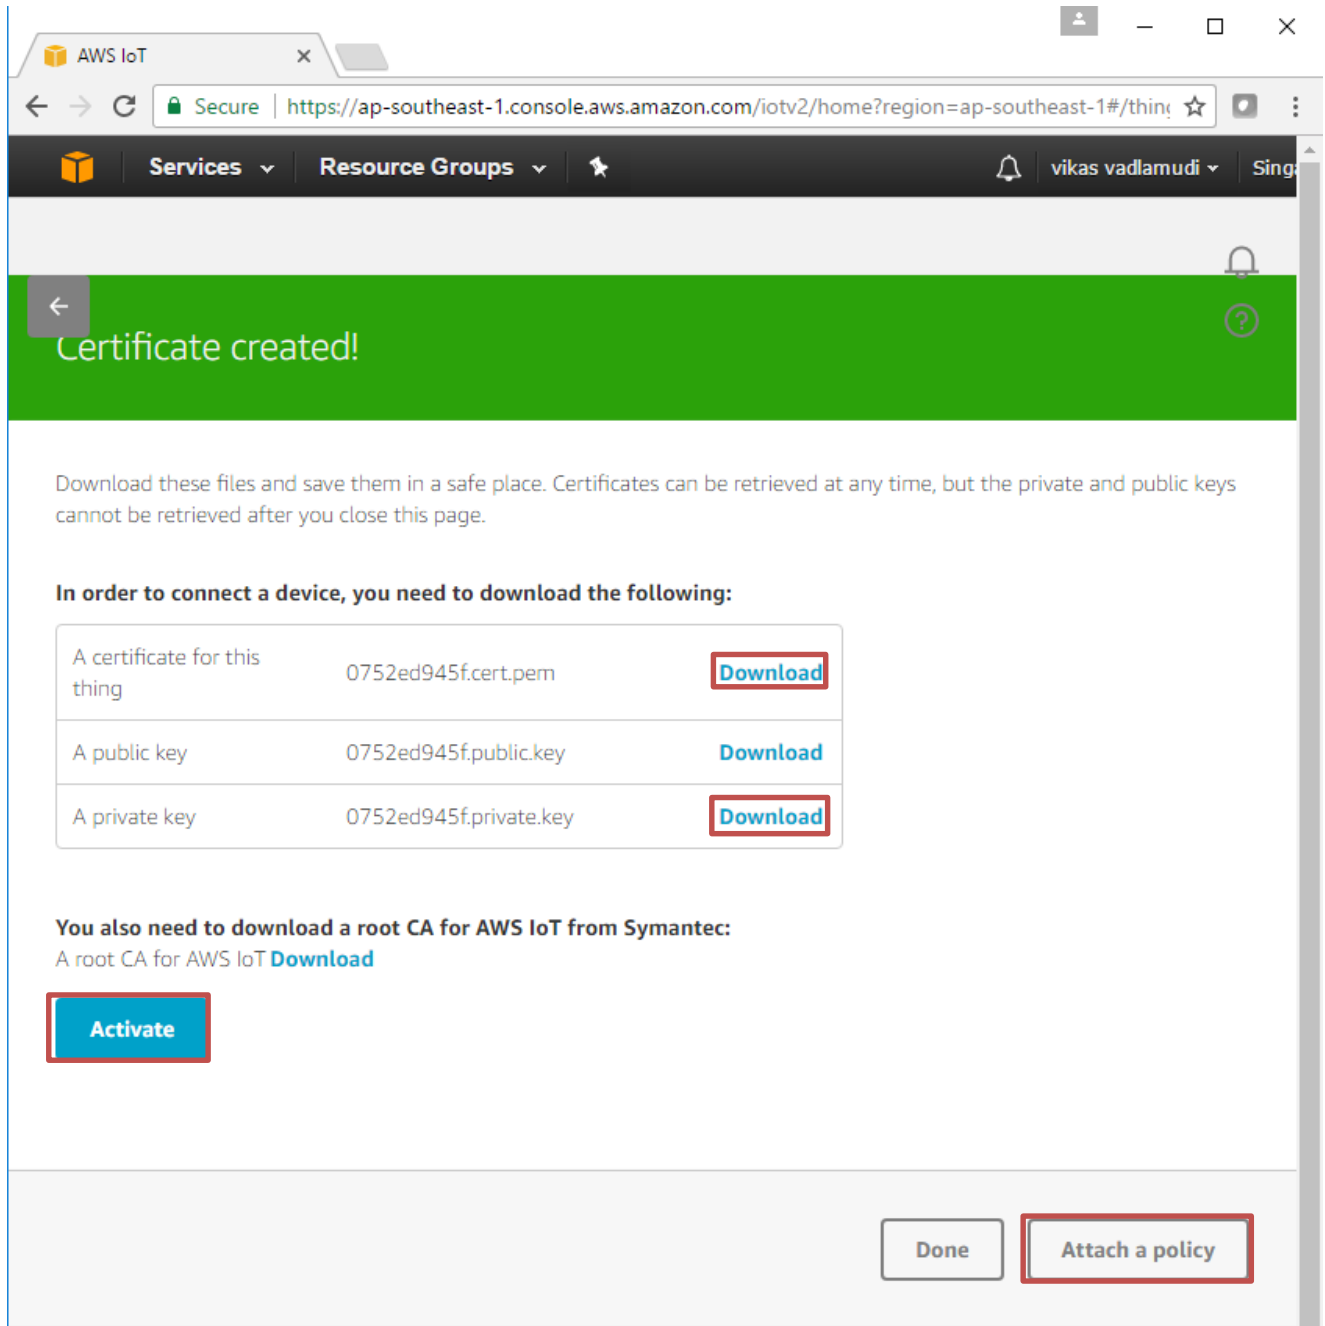 AWS IoT
Secure https://ap-southeast-1.console.aws.amazon.com/iotv2/home?region=ap-southeast-1#/thing
Services Resource Groups vikas vadlamudi
Certificate created!
Download these files and save them in a safe place. Certificates can be retrieved at any time, but the private and public keys
cannot be retrieved after you close this page.
In order to connect a device, you need to download the following:
A certificate for this
thing
0752ed945f.cert.pem Download
A public key 0752ed945f.public.key Download
A private key 0752ed945f.private.key Download
You also need to download a root CA for AWS IoT from Symantec:
A root CA for AWS IoT Download
Activate
Done Attach a policy